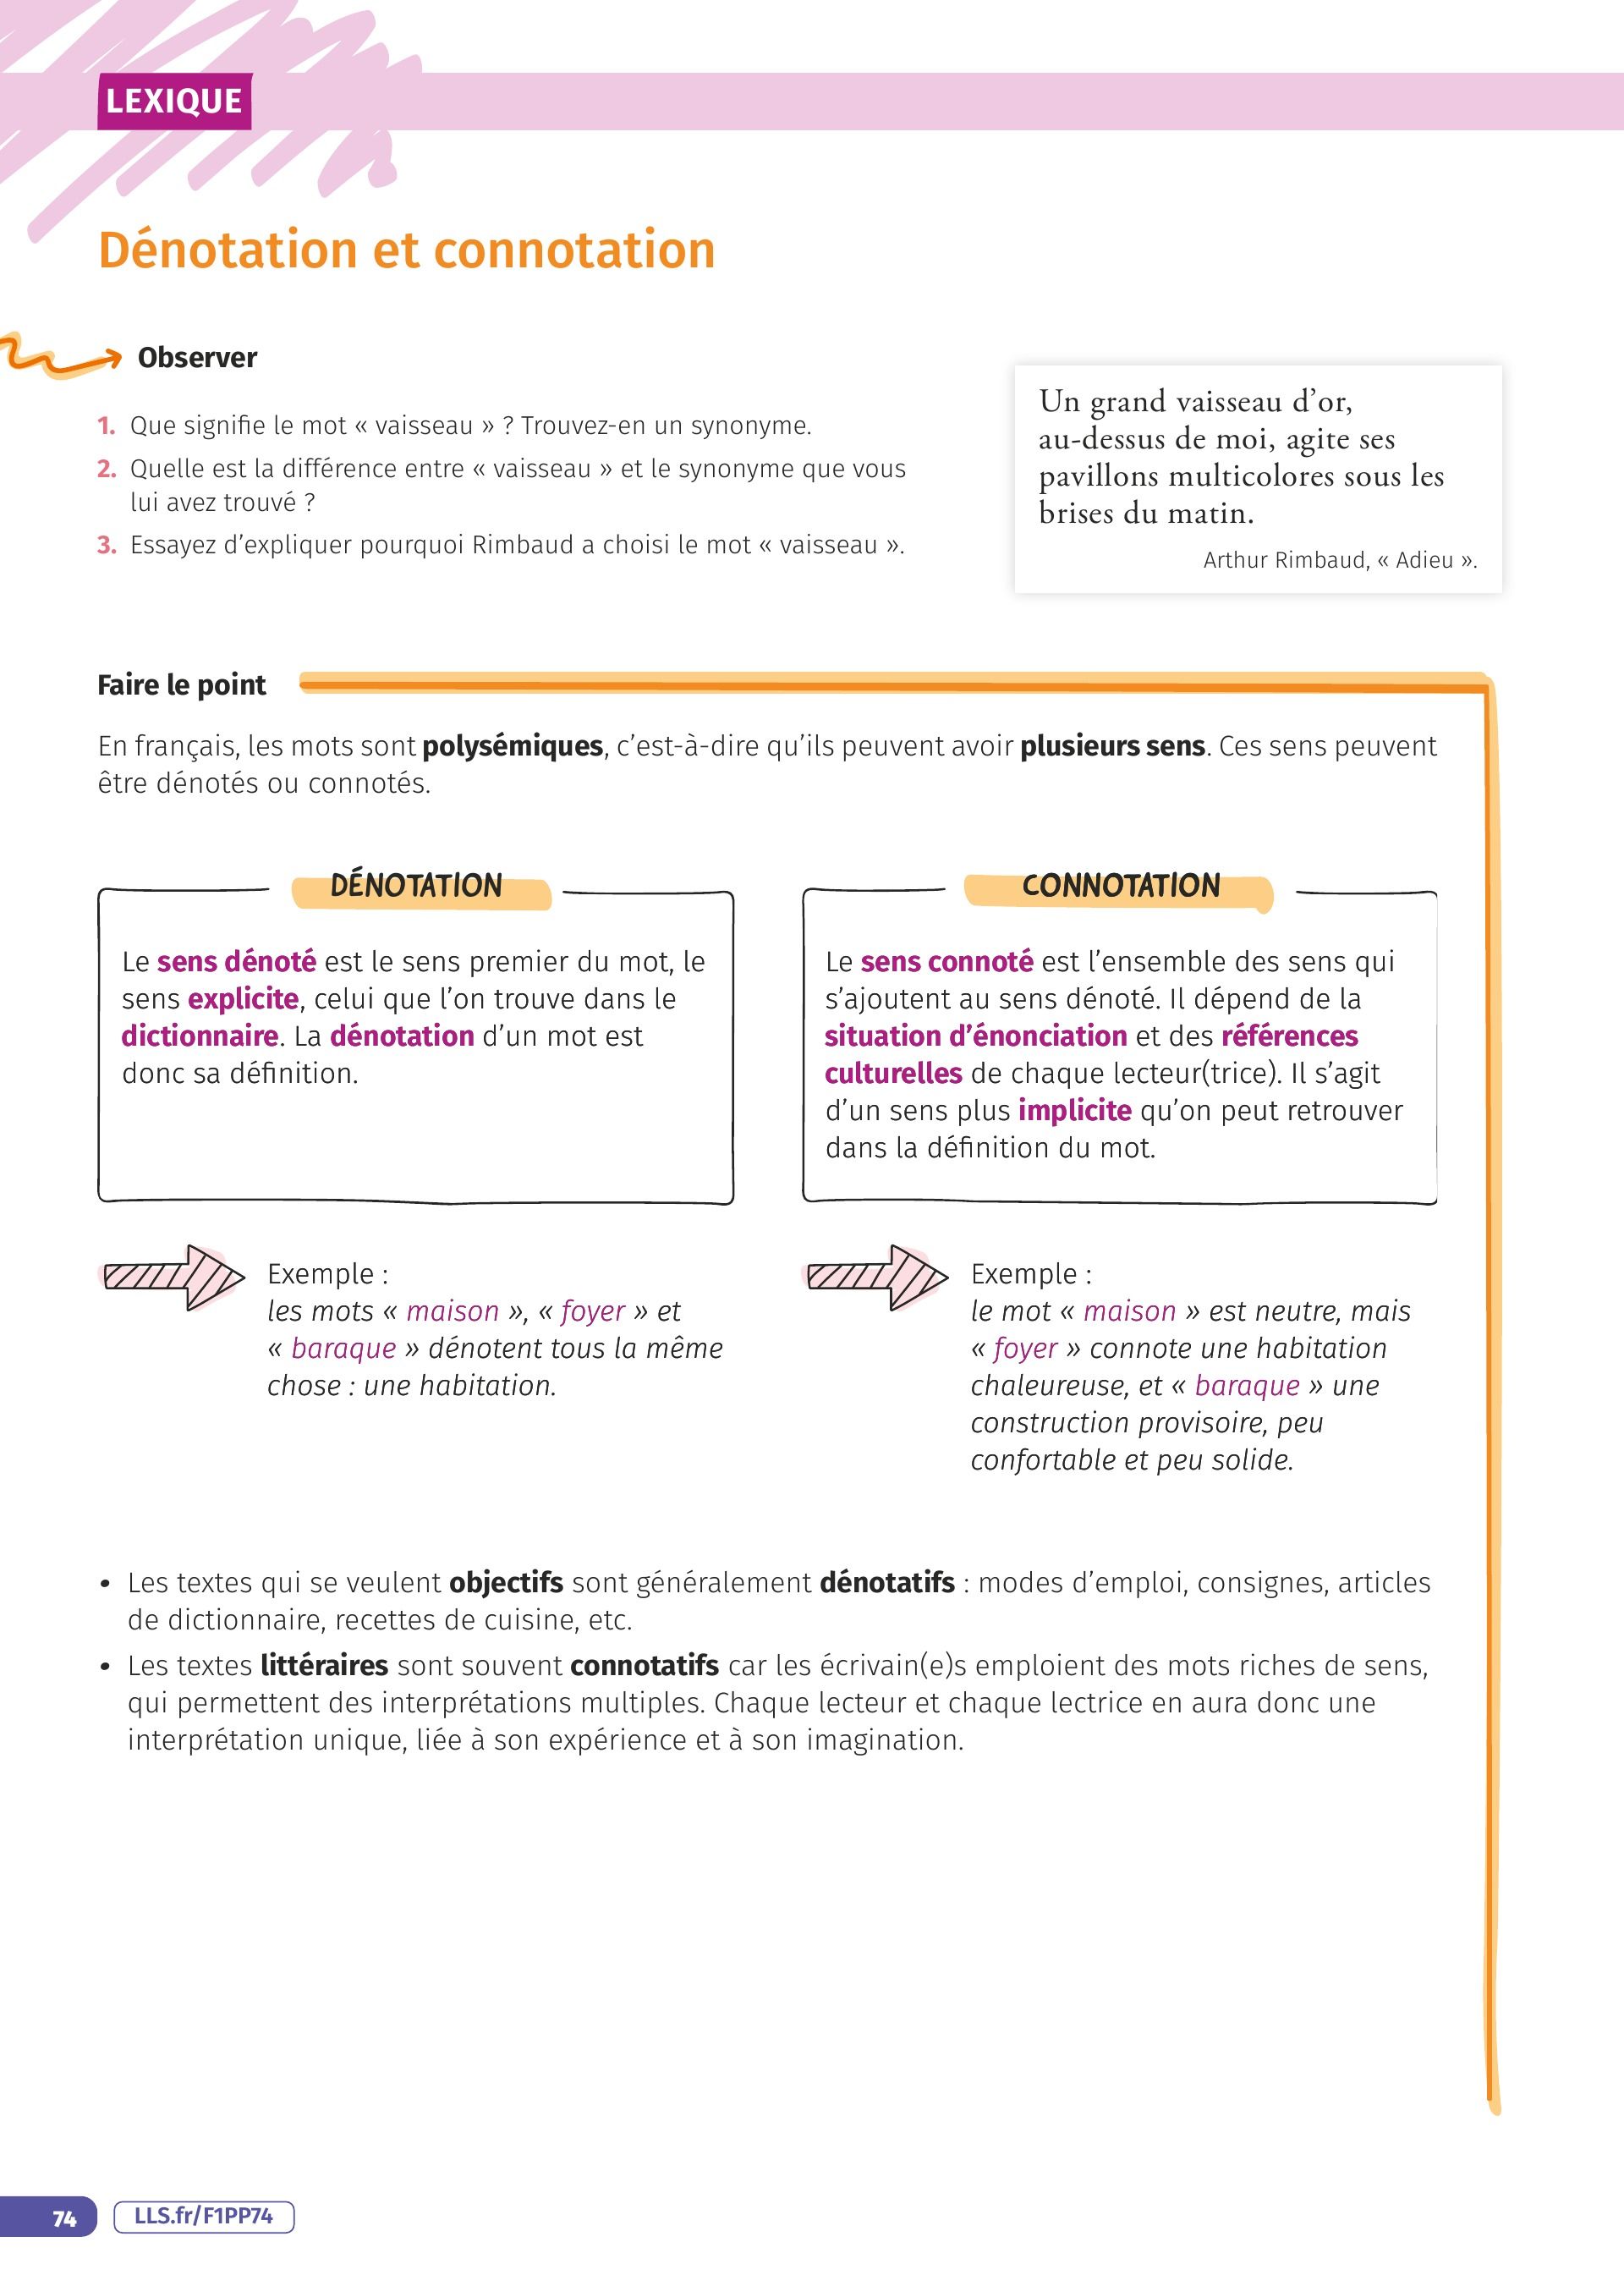 LEXIQUE
Dénotation et connotation
Observer
1. Que signifie le mot « vaisseau » ? Trouvez-en un synonyme.
2. Quelle est la différence entre « vaisseau » et le synonyme que vous
lui avez trouvé ?
3. Essayez d’expliquer pourquoi Rimbaud a choisi le mot « vaisseau ».
Un grand vaisseau d’or,
au-dessus de moi, agite ses
pavillons multicolores sous les
brises du matin.
Arthur Rimbaud, « Adieu ».
Faire le point
En français, les mots sont polysémiques, c’est-à-dire qu’ils peuvent avoir plusieurs sens. Ces sens peuvent
être dénotés ou connotés.
DÉNOTATION
Le sens dénoté est le sens premier du mot, le
sens explicite, celui que l’on trouve dans le
dictionnaire. La dénotation d’un mot est
donc sa définition.
Exemple :
les mots « maison », « foyer » et
« baraque » dénotent tous la même
chose : une habitation.
CONNOTATION
Le sens connoté est l’ensemble des sens qui
s’ajoutent au sens dénoté. Il dépend de la
situation d’énonciation et des références
culturelles de chaque lecteur(trice). Il s’agit
d’un sens plus implicite qu’on peut retrouver
dans la définition du mot.
Exemple :
le mot « maison » est neutre, mais
« foyer » connote une habitation
chaleureuse, et « baraque » une
construction provisoire, peu
confortable et peu solide.
• Les textes qui se veulent objectifs sont généralement dénotatifs : modes d’emploi, consignes, articles
de dictionnaire, recettes de cuisine, etc.
• Les textes littéraires sont souvent connotatifs car les écrivain(e)s emploient des mots riches de sens,
qui permettent des interprétations multiples. Chaque lecteur et chaque lectrice en aura donc une
interprétation unique, liée à son expérience et à son imagination.
74
LLS.fr/F1PP74